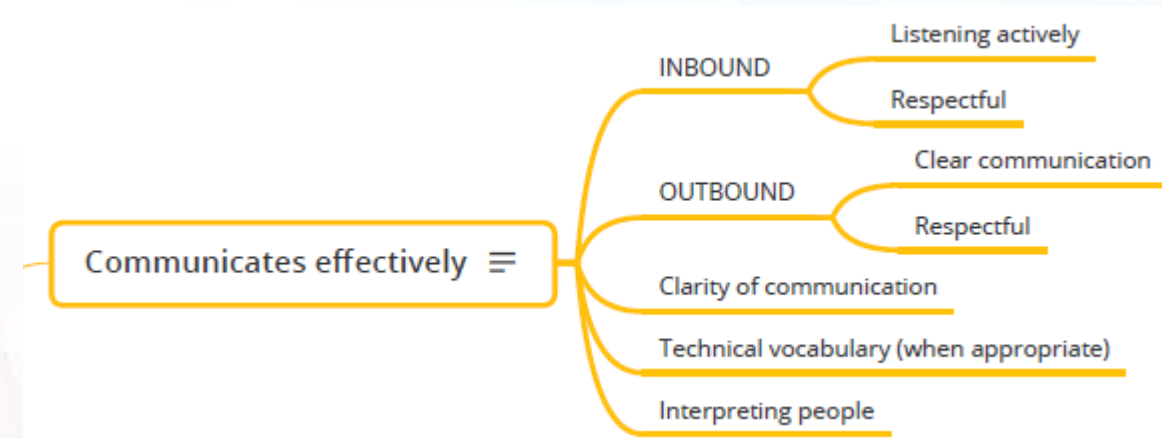 Communicates effectively
INBOUND
Listening actively
Respectful
OUTBOUND
Clear communication
Respectful
Clarity of communication
Technical vocabulary (when appropriate)
Interpreting people